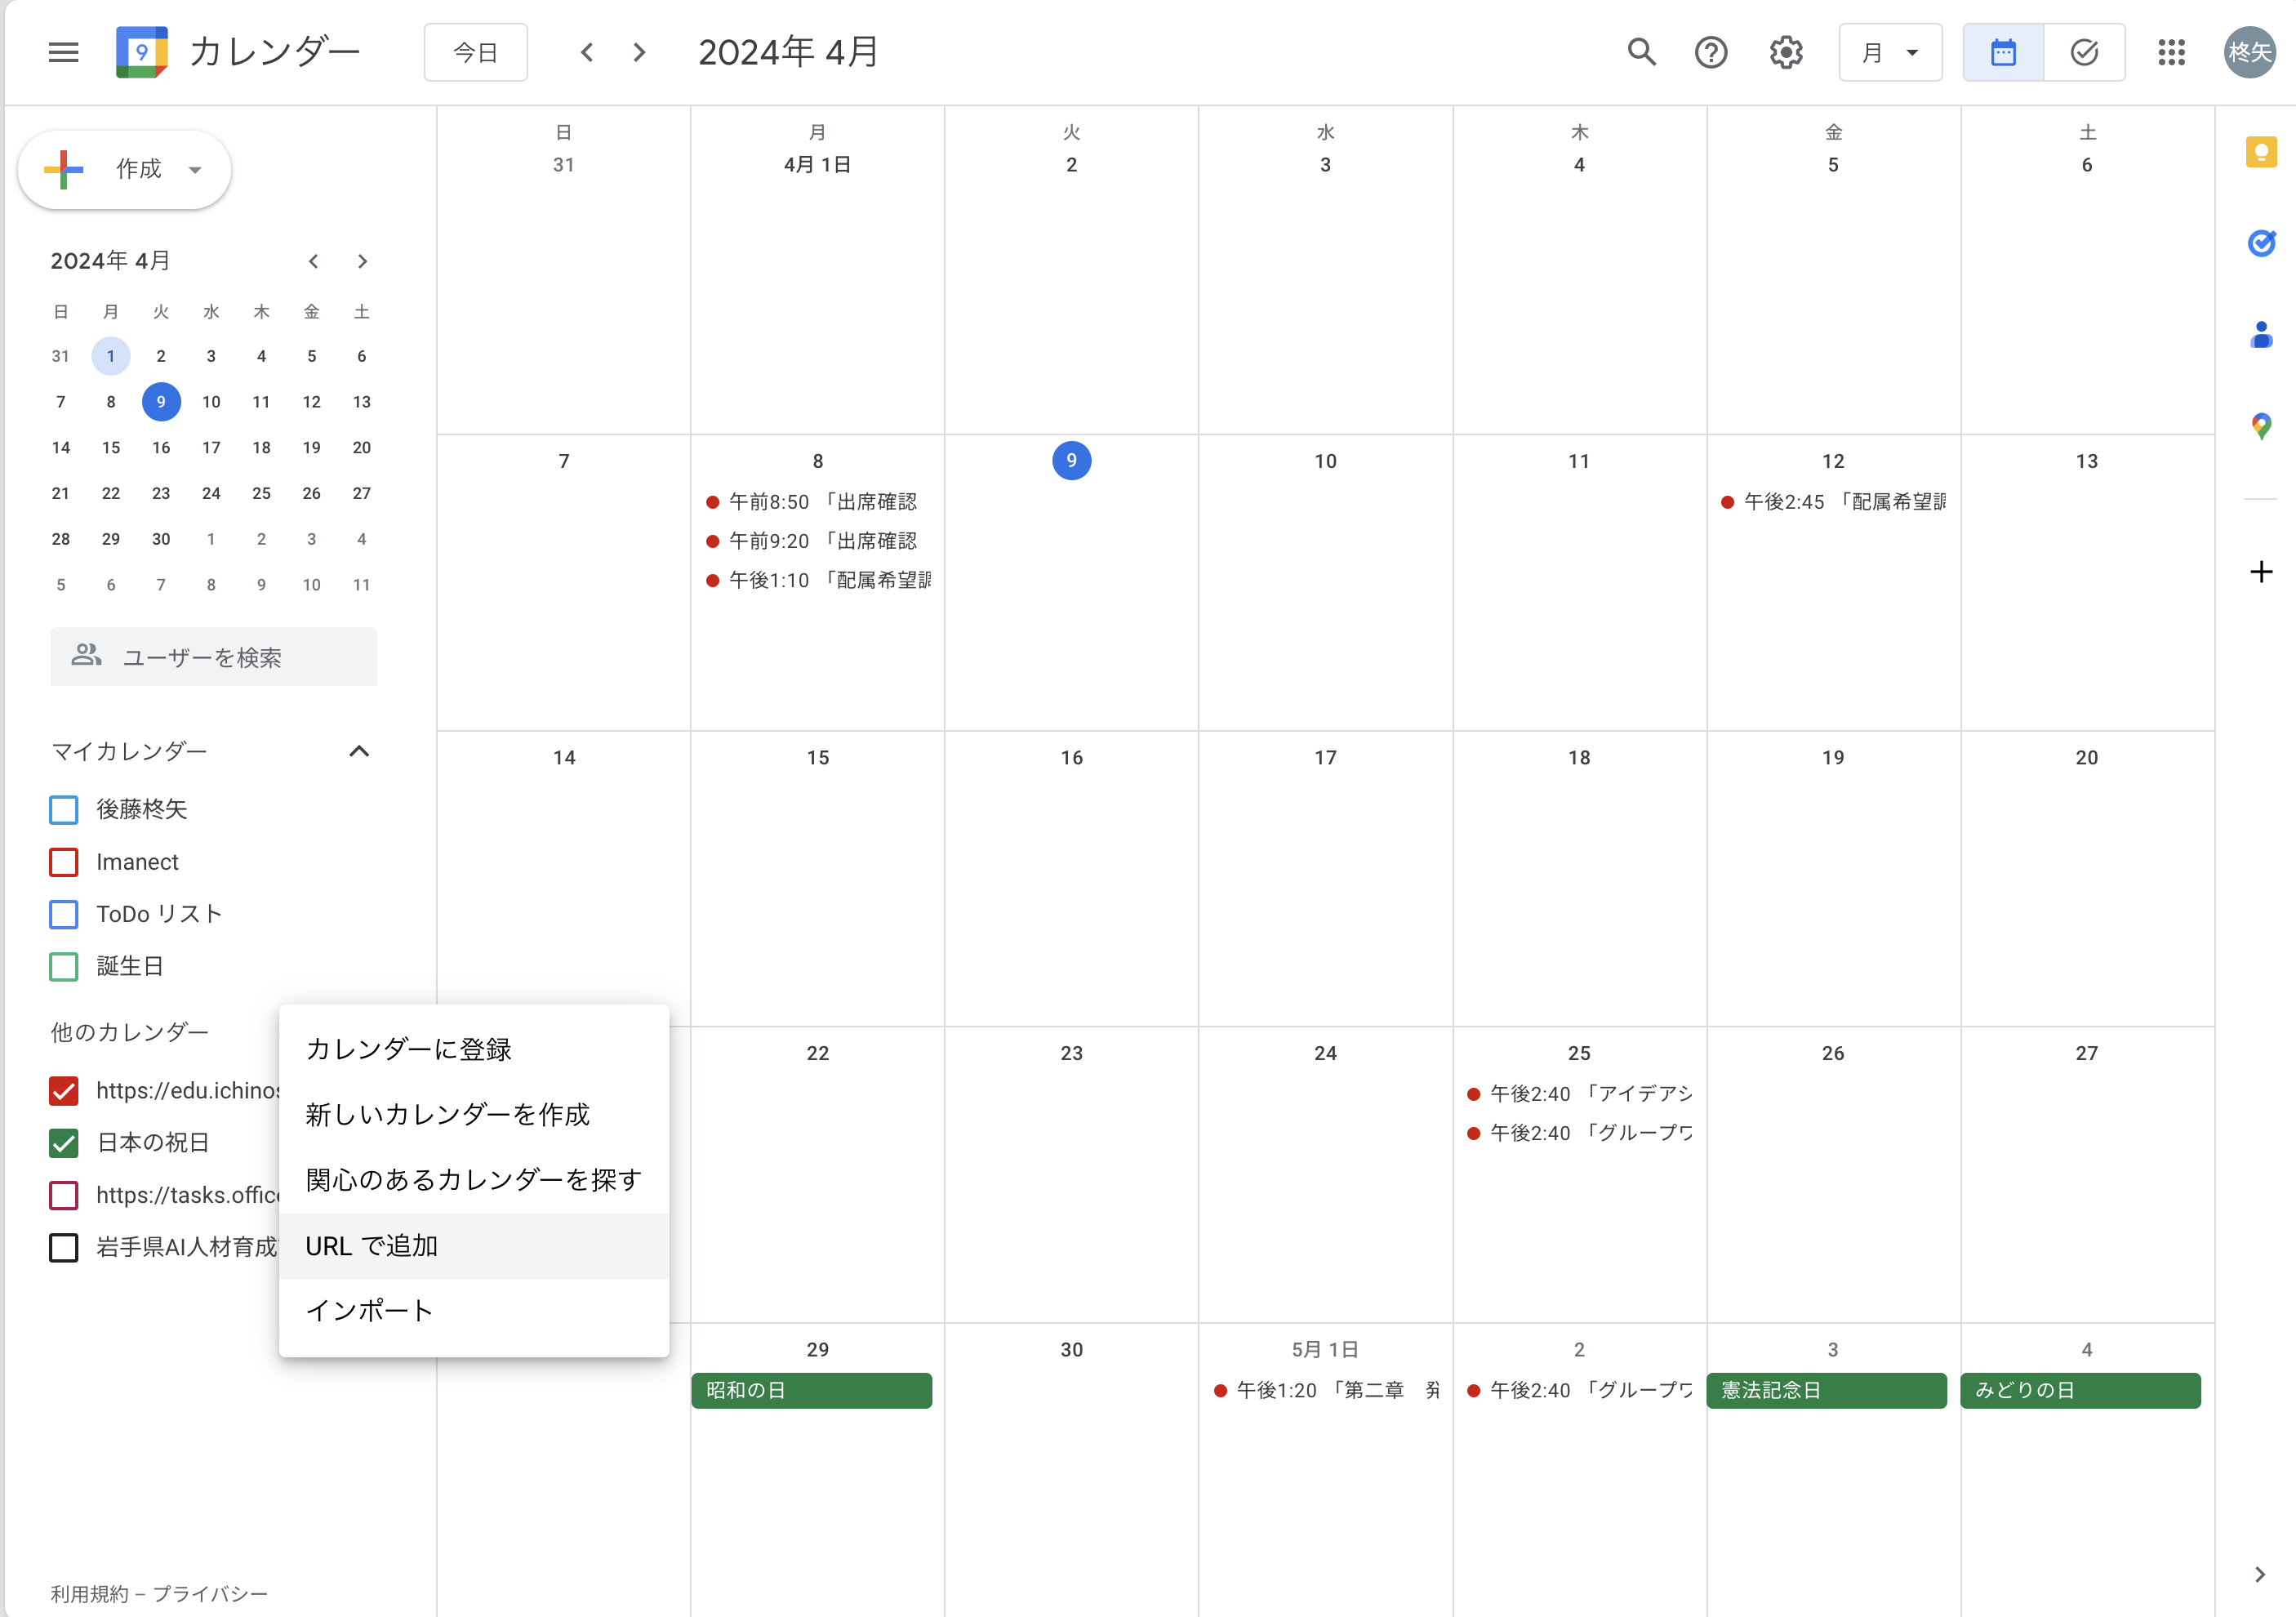 9 カレンダー 今日 2024年 4月 月 柊矢
作成
2024年 4月
日 月 火 水 木 金 土
31 1 2 3 4 5 6
7 8 9 10 11 12 13
14 15 16 17 18 19 20
21 22 23 24 25 26 27
28 29 30 1 2 3 4
5 6 7 8 9 10 11
ユーザーを検索
マイカレンダー
後藤柊矢
Imanect
ToDo リスト
誕生日
他のカレンダー
https://edu.ichinos
日本の祝日
https://tasks.office
岩手県AI人材育成
カレンダーに登録
新しいカレンダーを作成
関心のあるカレンダーを探す
URL で追加
インポート
利用規約 – プライバシー
日 月 火 水 木 金 土
31 4月 1日 2 3 4 5 6
7 8 9 10 11 12 13
午前8:50 「出席確認
午前9:20 「出席確認
午後1:10 「配属希望調
午後2:45 「配属希望調
14 15 16 17 18 19 20
22 23 24 25 26 27
午後2:40 「アイデアシ
午後2:40 「グループワ
29 30 5月 1日 2 3 4
昭和の日
午後1:20 「第二章 発
午後2:40 「グループワ
憲法記念日
みどりの日